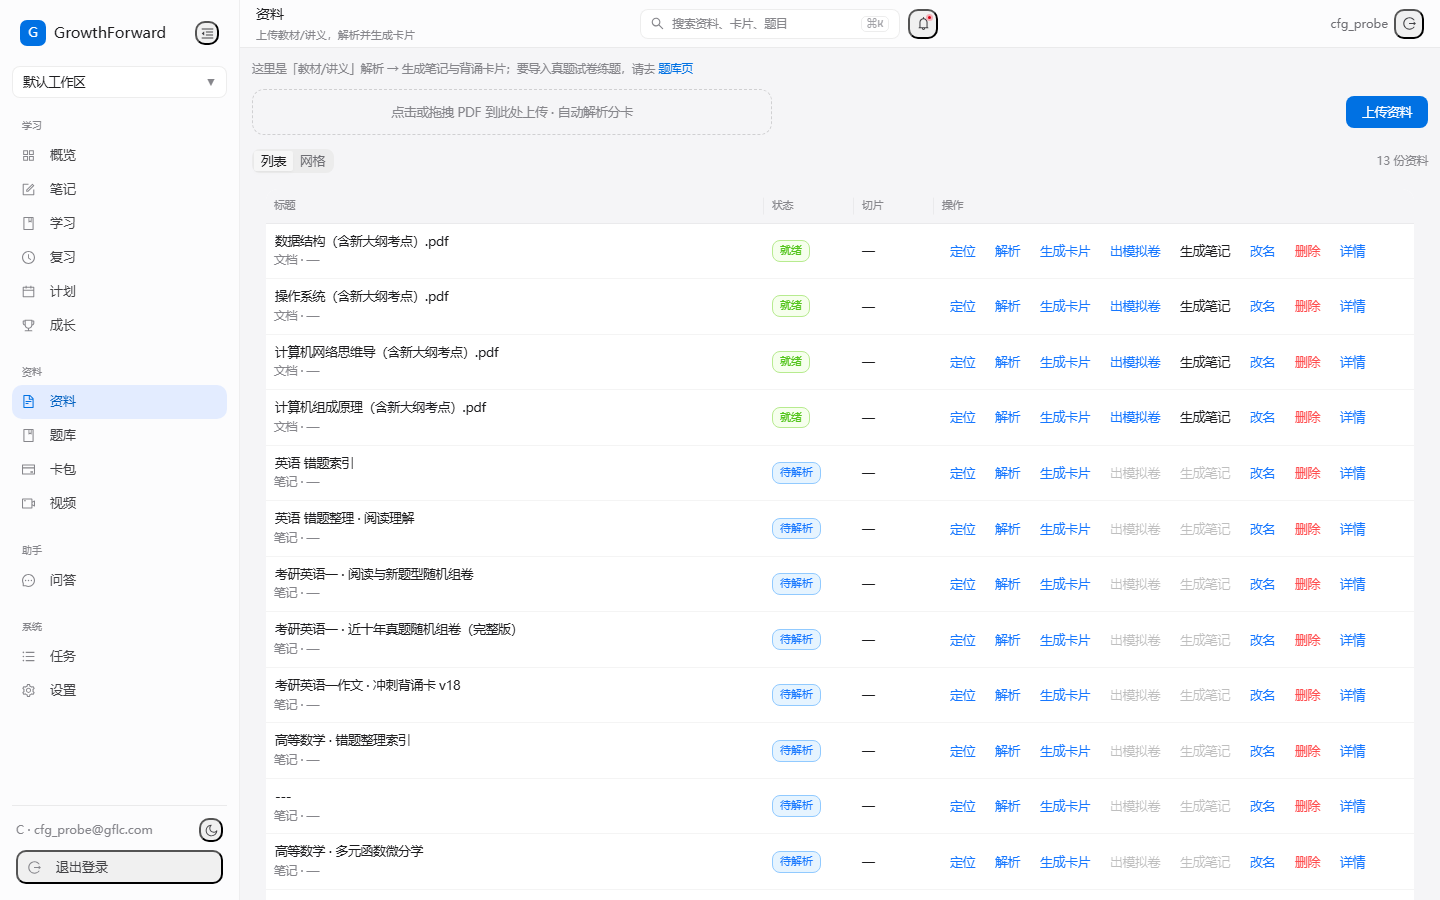 G GrowthForward
默认工作区 ▼
学习
概览
笔记
学习
复习
计划
成长
资料
资料
题库
卡包
视频
助手
问答
系统
任务
设置
C · cfg_probe@gflc.com
退出登录
资料
上传教材/讲义，解析并生成卡片
搜索资料、卡片、题目 ⌘K
cfg_probe
这里是「教材/讲义」解析 → 生成笔记与背诵卡片；要导入真题试卷练题，请去 题库页
点击或拖拽 PDF 到此处上传 · 自动解析分卡
上传资料
列表 网格
13 份资料
标题 状态 切片 操作
数据结构（含新大纲考点）.pdf
文档 · —
就绪 — 定位 解析 生成卡片 出模拟卷 生成笔记 改名 删除 详情
操作系统（含新大纲考点）.pdf
文档 · —
就绪 — 定位 解析 生成卡片 出模拟卷 生成笔记 改名 删除 详情
计算机网络思维导（含新大纲考点）.pdf
文档 · —
就绪 — 定位 解析 生成卡片 出模拟卷 生成笔记 改名 删除 详情
计算机组成原理（含新大纲考点）.pdf
文档 · —
就绪 — 定位 解析 生成卡片 出模拟卷 生成笔记 改名 删除 详情
英语 错题索引
笔记 · —
待解析 — 定位 解析 生成卡片 出模拟卷 生成笔记 改名 删除 详情
英语 错题整理 · 阅读理解
笔记 · —
待解析 — 定位 解析 生成卡片 出模拟卷 生成笔记 改名 删除 详情
考研英语一 · 阅读与新题型随机组卷
笔记 · —
待解析 — 定位 解析 生成卡片 出模拟卷 生成笔记 改名 删除 详情
考研英语一 · 近十年真题随机组卷（完整版）
笔记 · —
待解析 — 定位 解析 生成卡片 出模拟卷 生成笔记 改名 删除 详情
考研英语一作文 · 冲刺背诵卡 v18
笔记 · —
待解析 — 定位 解析 生成卡片 出模拟卷 生成笔记 改名 删除 详情
高等数学 · 错题整理索引
笔记 · —
待解析 — 定位 解析 生成卡片 出模拟卷 生成笔记 改名 删除 详情
---
笔记 · —
待解析 — 定位 解析 生成卡片 出模拟卷 生成笔记 改名 删除 详情
高等数学 · 多元函数微分学
笔记 · —
待解析 — 定位 解析 生成卡片 出模拟卷 生成笔记 改名 删除 详情